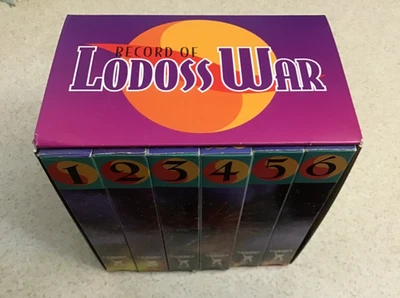 RECORD OF
LODOSS WAR
1 2 3 4 5 6